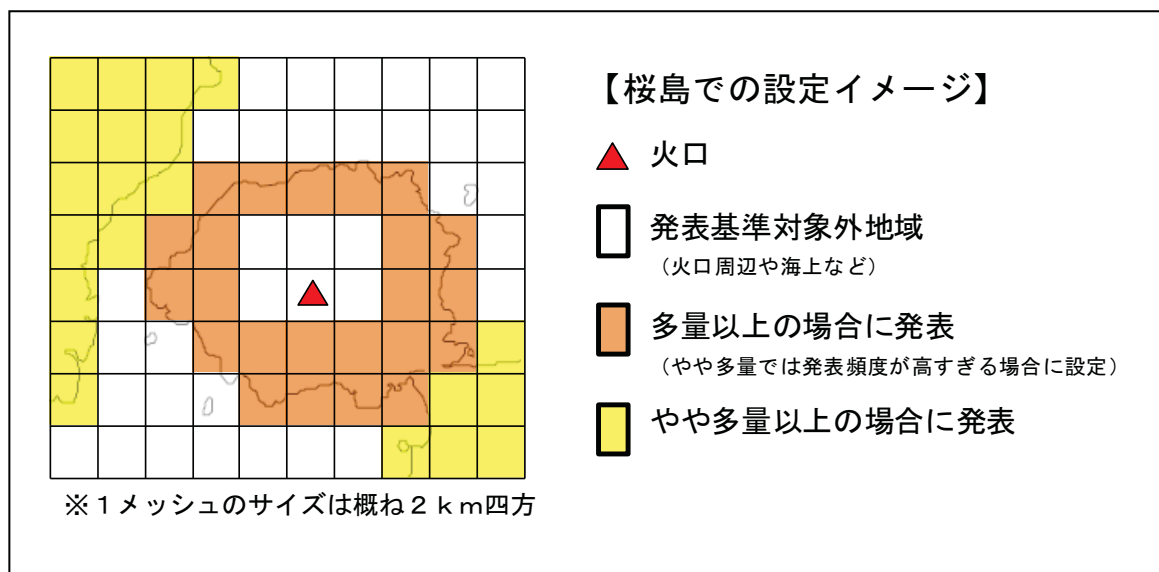 【桜島での設定イメージ】
火口
発表基準対象外地域
（火口周辺や海上など）
多量以上の場合に発表
（やや多量では発表頻度が高すぎる場合に設定）
やや多量以上の場合に発表
※１メッシュのサイズは概ね２ｋｍ四方